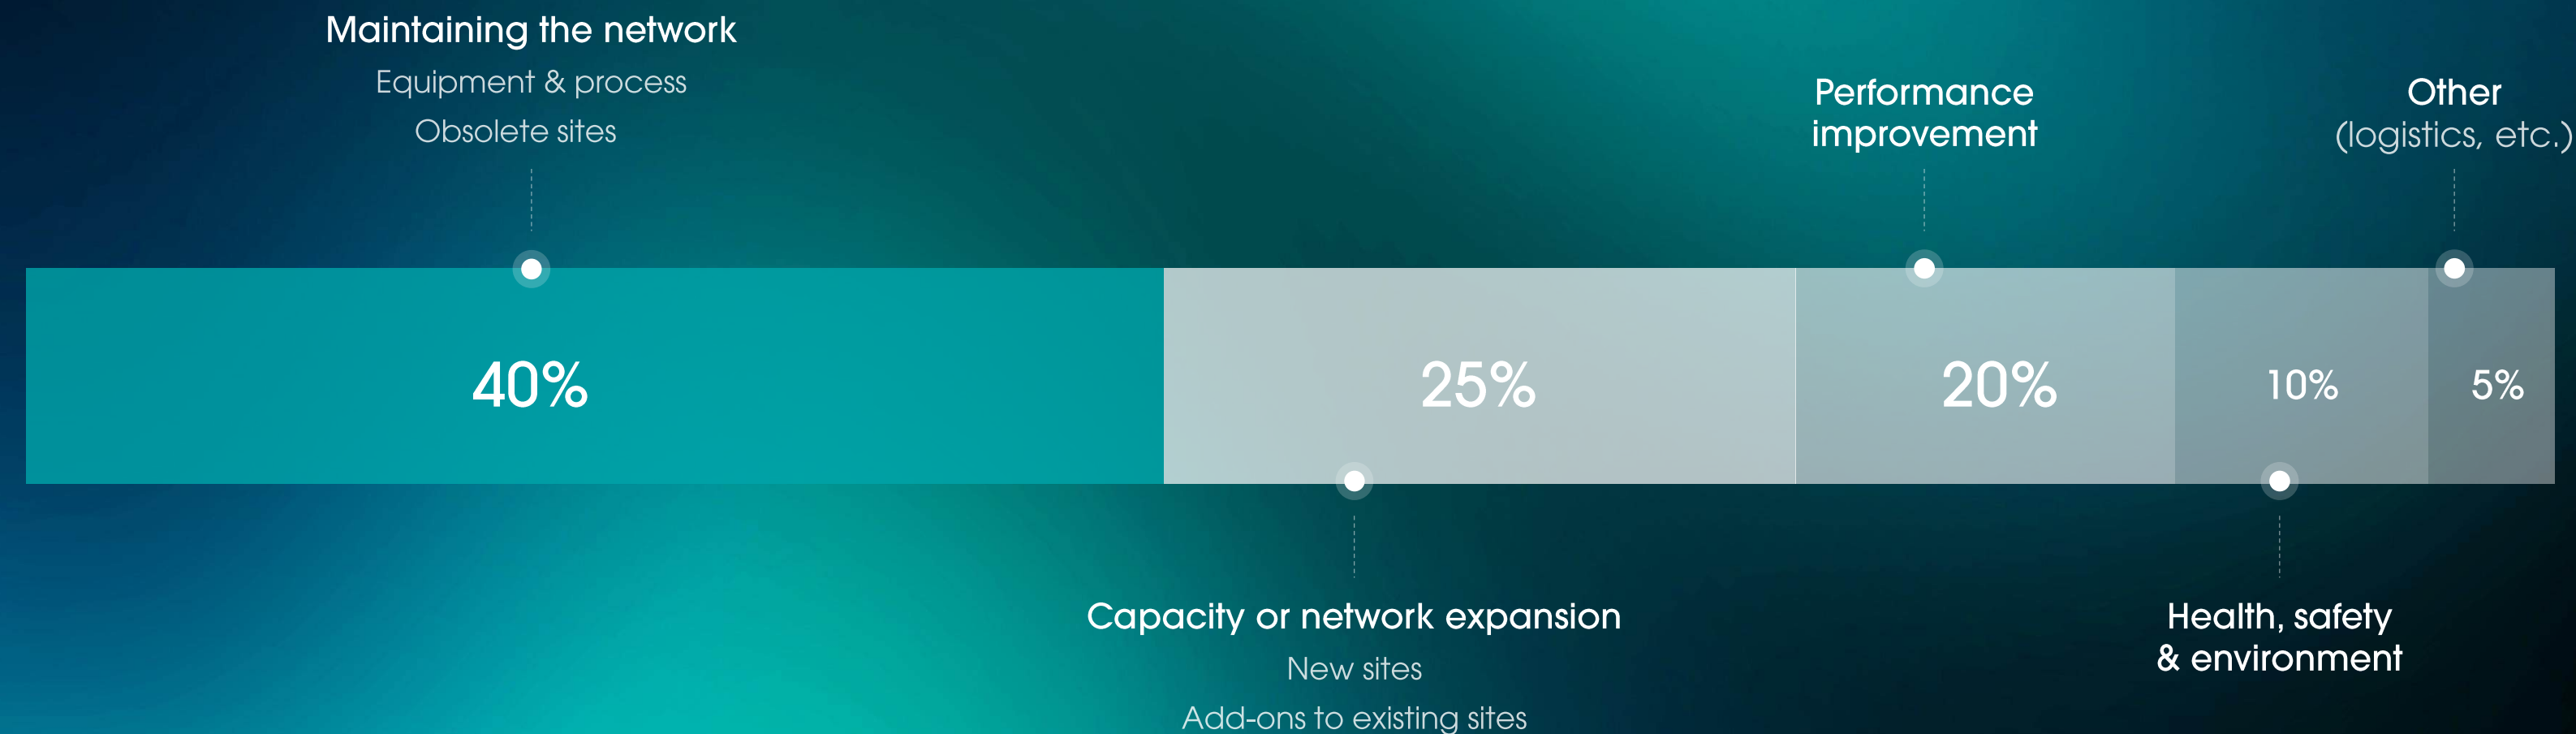 Maintaining the network
Equipment & process
Obsolete sites
Performance
improvement
Other
(logistics, etc.)
40%
25%
20%
10%
5%
Capacity or network expansion
New sites
Add-ons to existing sites
Health, safety
& environment